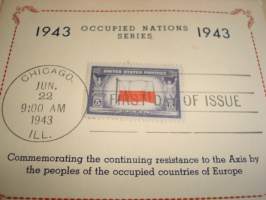 1943 OCCUPIED NATIONS SERIES 1943
CHICAGO,
JUN.
22
9:00 AM
1943
ILL.
UNITED STATES POSTAGE
FIRST DAY OF ISSUE
Commemorating the continuing resistance to the Axis by
the peoples of the occupied countries of Europe